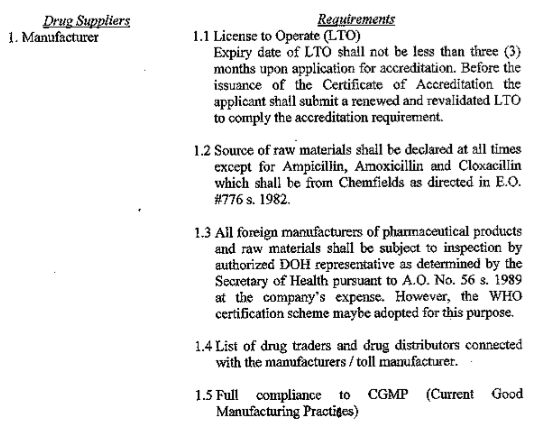 Drug Suppliers Requirements
1. Manufacturer 1.1 License to Operate (LTO)
Expiry date of LTO shall not be less than three (3)
months upon application for accreditation. Before the
issuance of the Certificate of Accreditation the
applicant shall submit a renewed and revalidated LTO
to comply the accreditation requirement.
1.2 Source of raw materials shall be declared at all times
except for Ampicillin, Amoxicillin and Cloxacillin
which shall be from Chemfields as directed in E.O.
#776 s. 1982.
1.3 All foreign manufacturers of pharmaceutical products
and raw materials shall be subject to inspection by
authorized DOH representative as determined by the
Secretary of Health pursuant to A.O. No. 56 s. 1989
at the company's expense. However, the WHO
certification scheme maybe adopted for this purpose.
1.4 List of drug traders and drug distributors connected
with the manufacturers / toll manufacturer.
1.5 Full compliance to CGMP (Current Good
Manufacturing Practices)